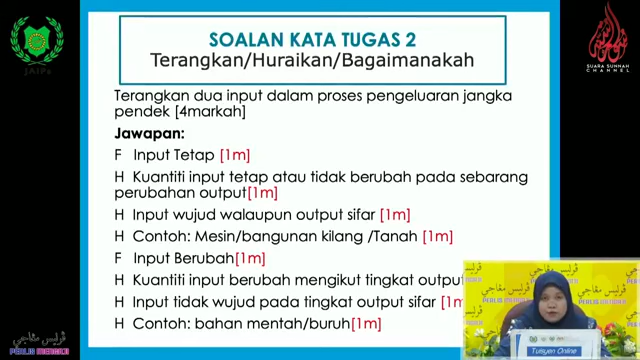 JAIPs
SOALAN KATA TUGAS 2
Terangkan/Huraikan/Bagaimanakah
SUARA SUNNAH
CHANNEL
Terangkan dua input dalam proses pengeluaran jangka
pendek [4markah]
Jawapan:
F Input Tetap [1m]
H Kuantiti input tetap atau tidak berubah pada sebarang
perubahan output[1m]
H Input wujud walaupun output sifar [1m]
H Contoh: Mesin/bangunan kilang /Tanah [1m]
F Input Berubah[1m]
H Kuantiti input berubah mengikut tingkat output
H Input tidak wujud pada tingkat output sifar [1m
H Contoh: bahan mentah/buruh[1m]
Tuisyen Online